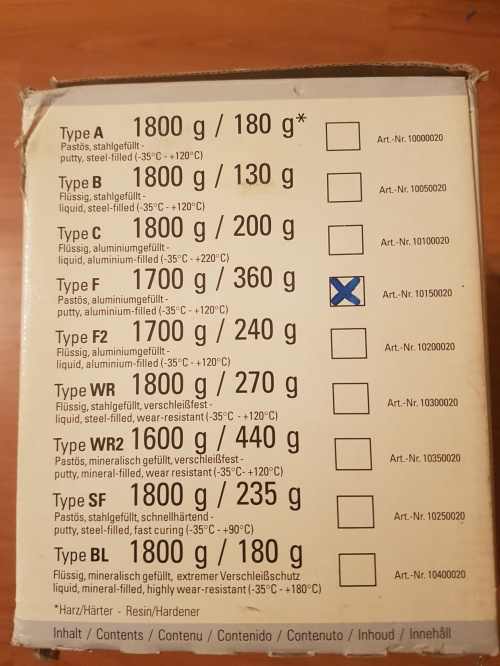 Type A 1800 g / 180 g* Art.-Nr. 10000020
Pastös, stahlgefüllt -
putty, steel-filled (-35°C - +120°C)
Type B 1800 g / 130 g Art.-Nr. 10050020
Flüssig, stahlgefüllt -
liquid, steel-filled (-35°C - +120°C)
Type C 1800 g / 200 g Art.-Nr. 10100020
Flüssig, aluminiumgefüllt -
liquid, aluminium-filled (-35°C - +220°C)
Type F 1700 g / 360 g Art.-Nr. 10150020
Pastös, aluminiumgefüllt -
putty, aluminium-filled (-35°C - +120°C)
Type F2 1700 g / 240 g Art.-Nr. 10200020
Flüssig, aluminiumgefüllt -
liquid, aluminium-filled (-35°C - +120°C)
Type WR 1800 g / 270 g Art.-Nr. 10300020
Flüssig, stahlgefüllt, verschleißfest -
liquid, steel-filled, wear-resistant (-35°C - +120°C)
Type WR2 1600 g / 440 g Art.-Nr. 10350020
Pastös, mineralisch gefüllt, verschleißfest -
putty, mineral-filled, wear resistant (-35°C- +120°C)
Type SF 1800 g / 235 g Art.-Nr. 10250020
Pastös, stahlgefüllt, schnellhärtend -
putty, steel-filled, fast curing (-35°C - +90°C)
Type BL 1800 g / 180 g Art.-Nr. 10400020
Flüssig, mineralisch gefüllt, extremer Verschleißschutz
liquid, mineral-filled, highly wear-resistant (-35°C - +180°C)
*Harz/Härter - Resin/Hardener
Inhalt / Contents / Contenu / Contenido / Contenuto / Inhoud / Innehåll